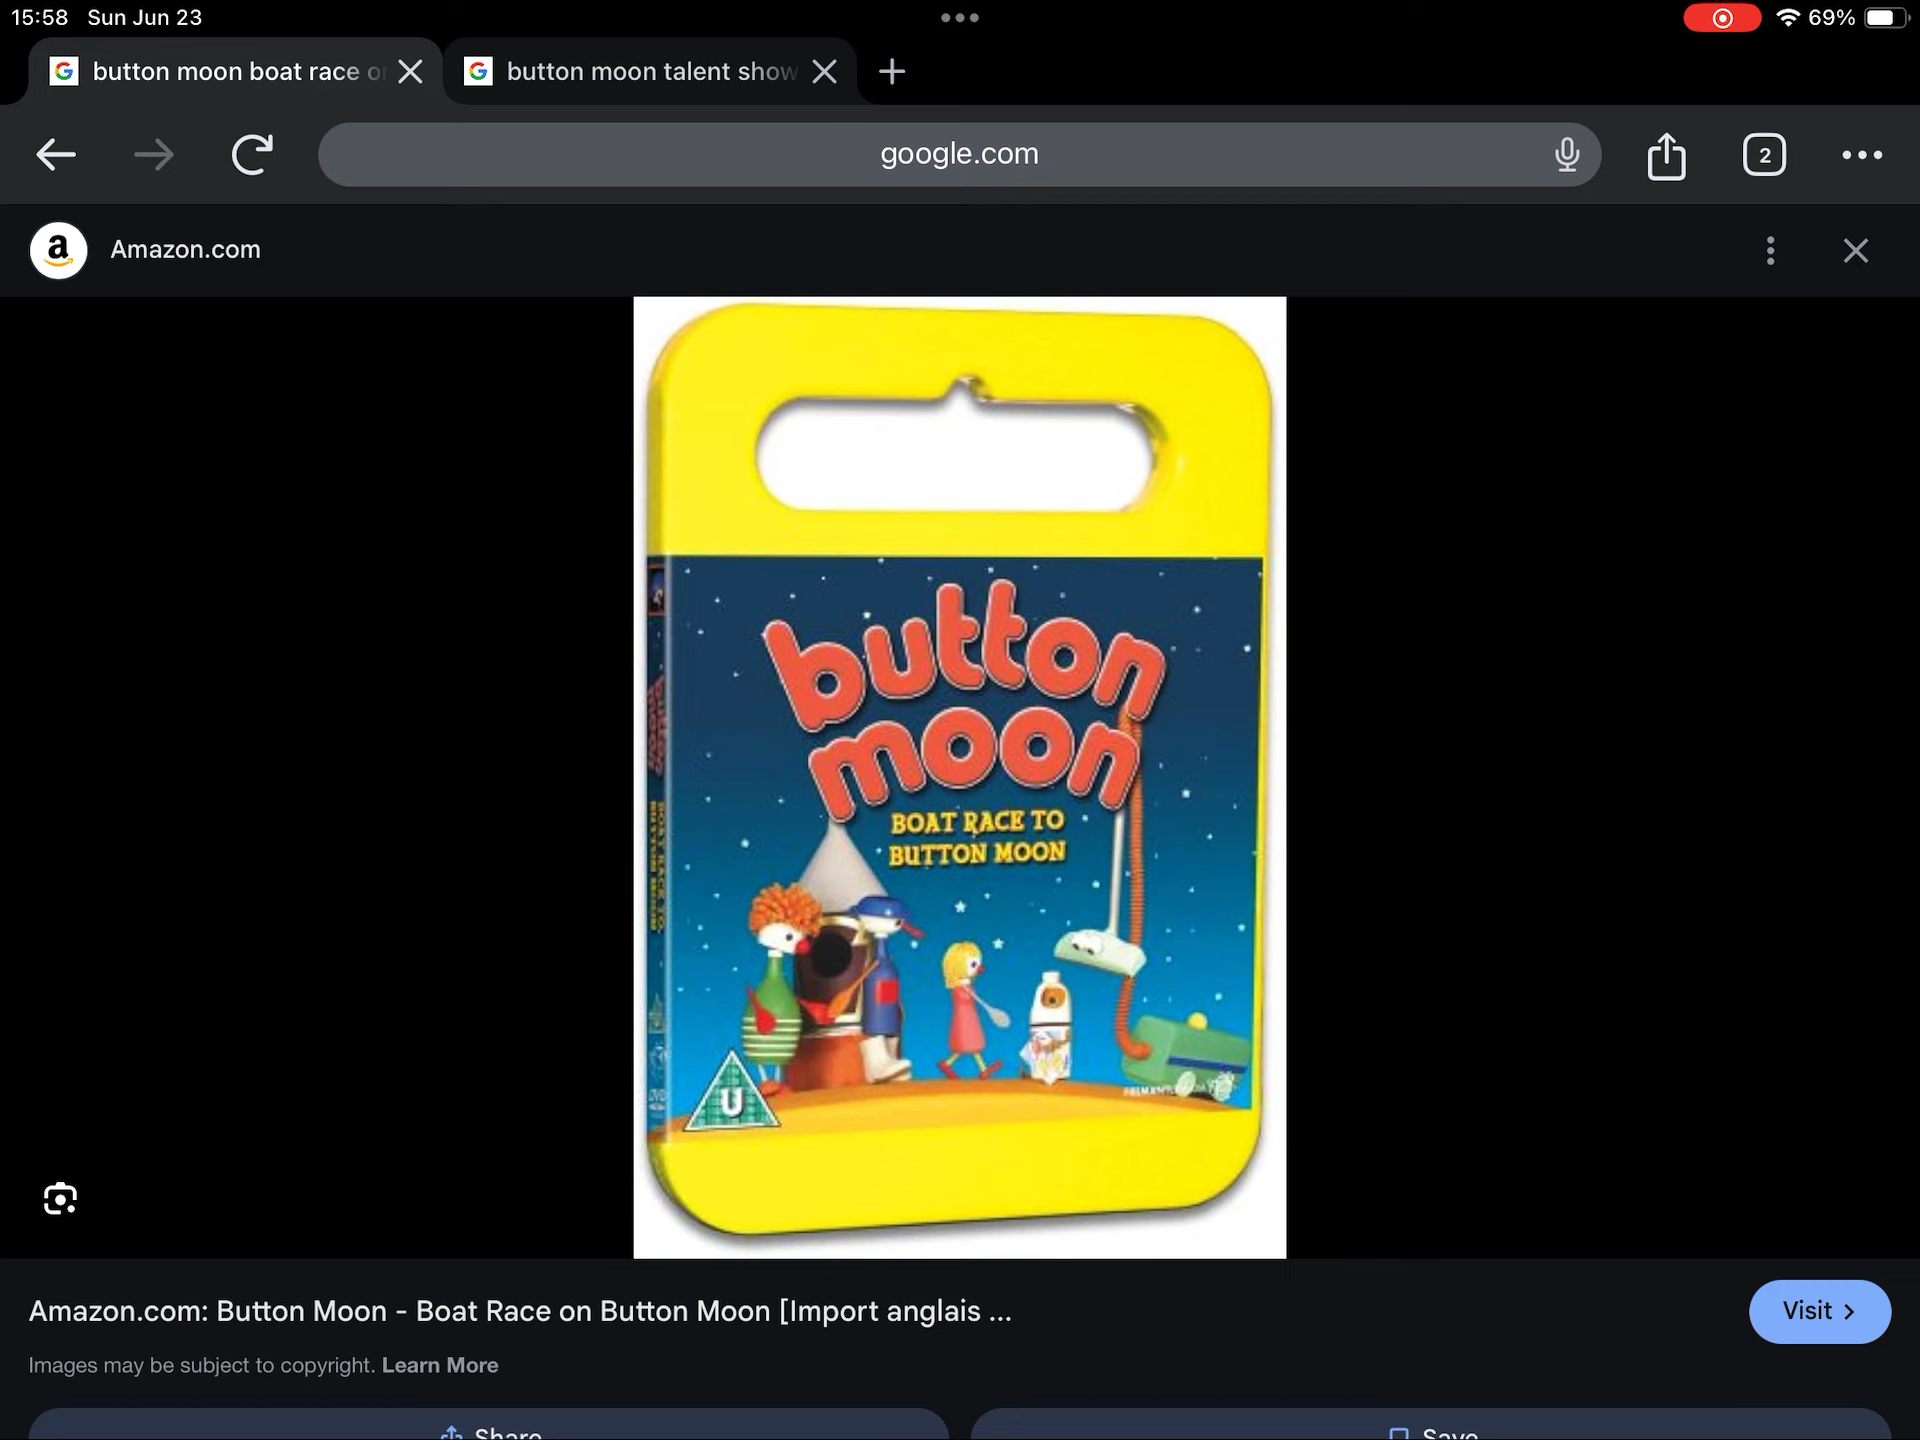 15:58 Sun Jun 23
69%
button moon boat race o
button moon talent show
google.com
2
Amazon.com
button
moon
BOAT RACE TO
BUTTON MOON
U
Amazon.com: Button Moon - Boat Race on Button Moon [Import anglais ...
Visit
Images may be subject to copyright. Learn More
Share
Save